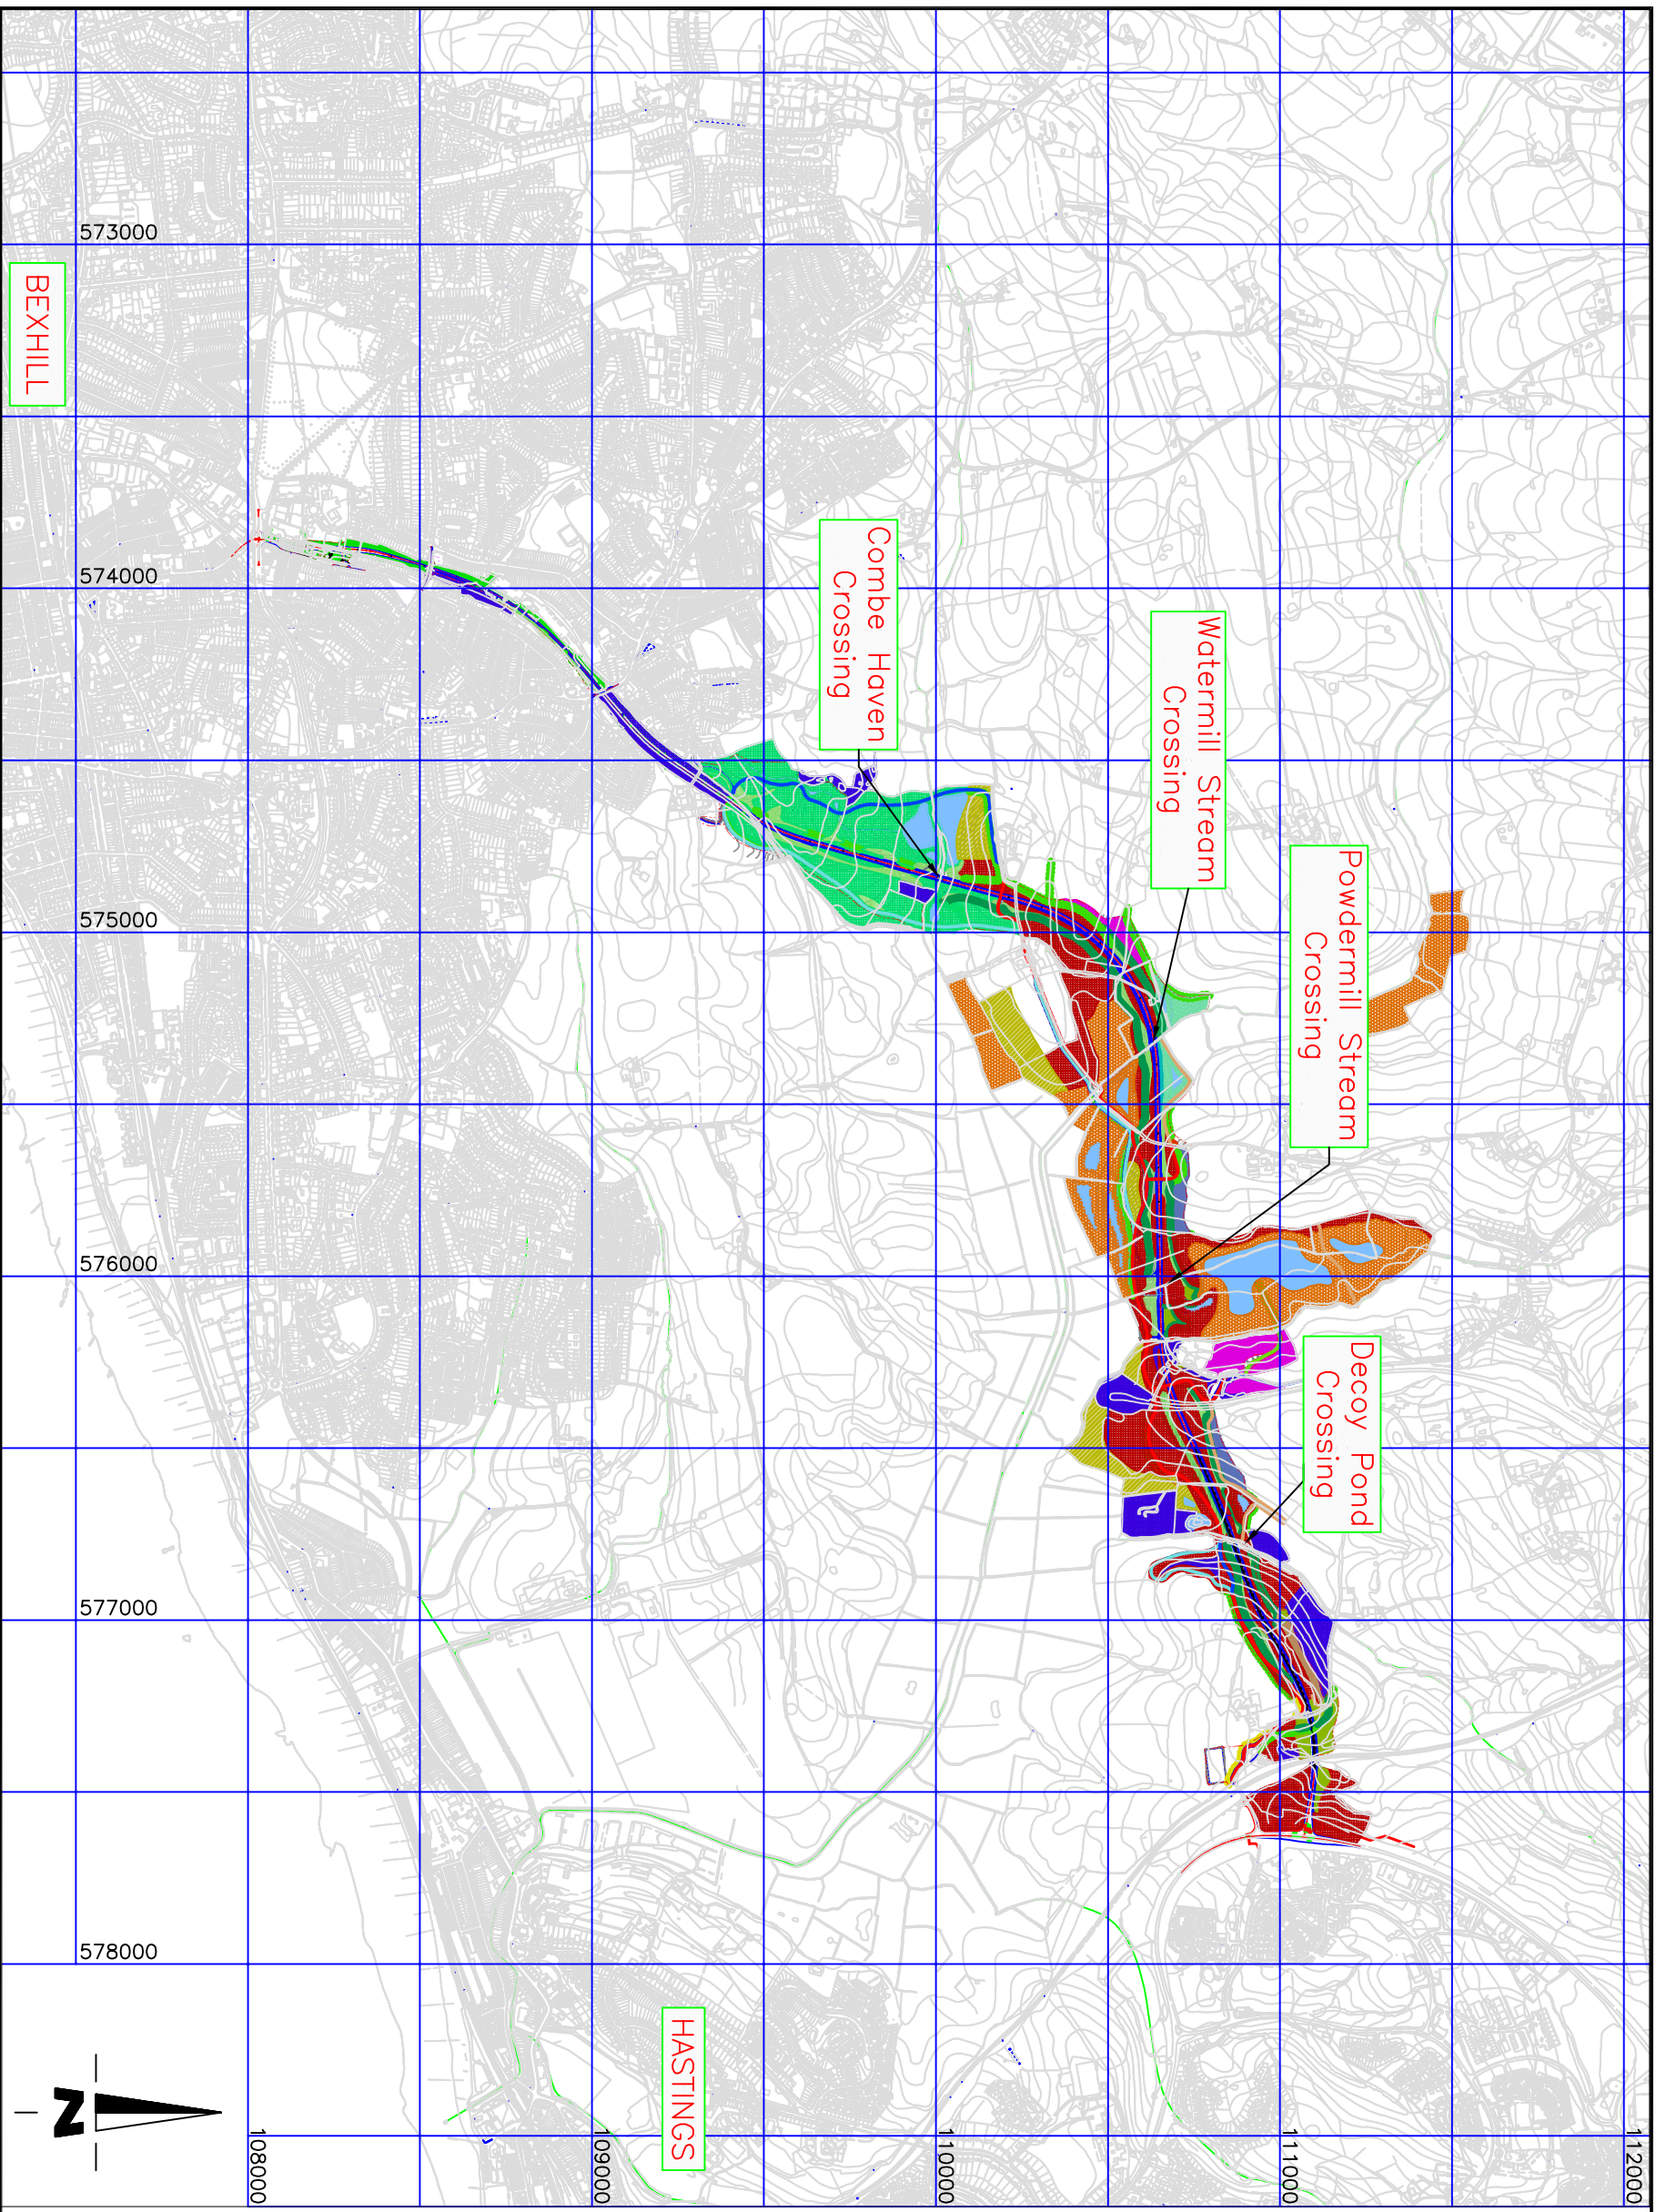 573000
BEXHILL
574000
Combe Haven
Crossing
Watermill Stream
Crossing
Powdermill Stream
Crossing
575000
576000
Decoy Pond
Crossing
577000
578000
HASTINGS
N
108000
109000
110000
111000
112000